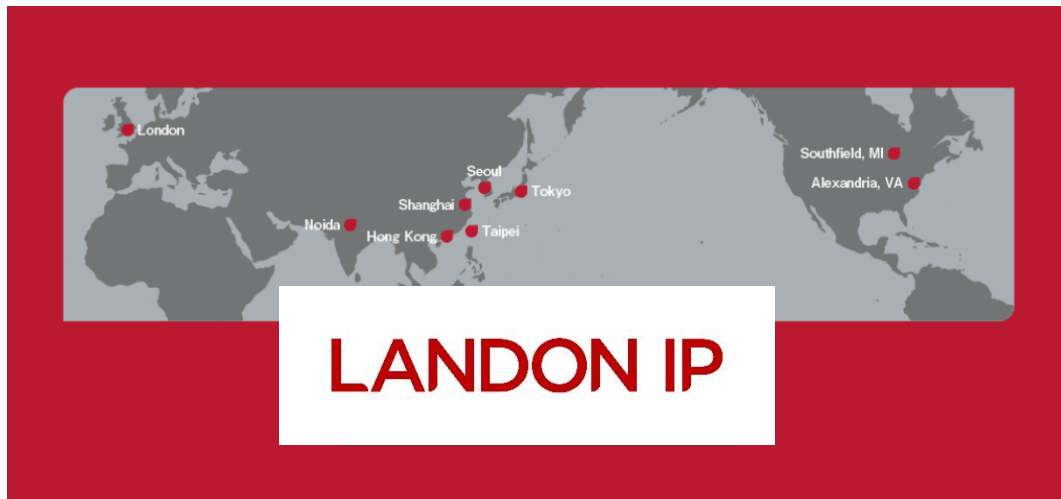 London
Southfield, MI
Seoul
Alexandria, VA
Tokyo
Shanghai
Noida
Hong Kong
Taipei
LANDON IP